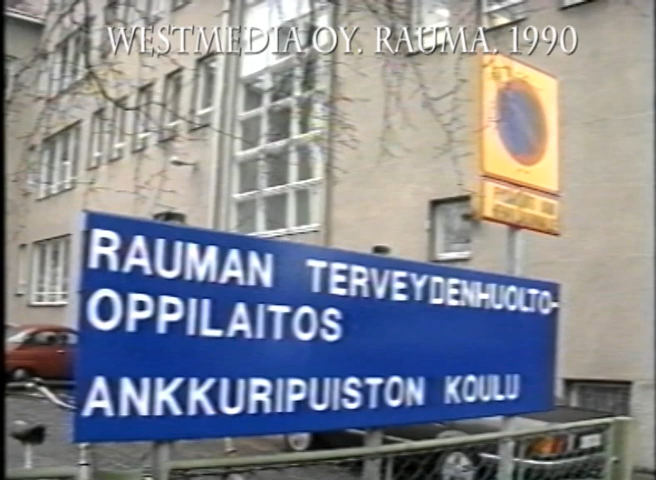 WESTMEDIA OY. RAUMA. 1990
RAUMAN TERVEYDENHUOLTO-
OPPILAITOS
ANKKURIPUISTON KOULU